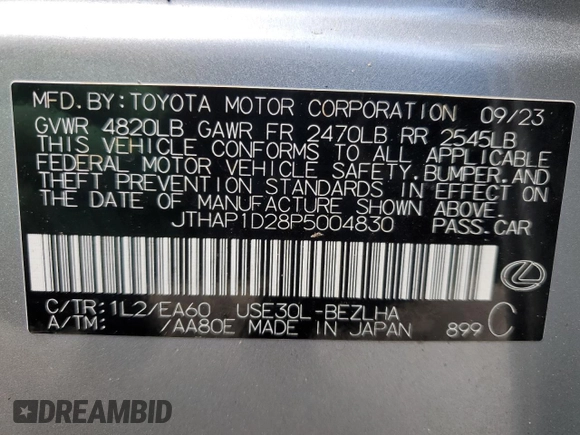 MFD.BY:TOYOTA MOTOR CORPORATION 09/23
GVWR 4820LB GAWR FR 2470LB RR 2545LB
THIS VEHICLE CONFORMS TO ALL APPLICABLE
FEDERAL MOTOR VEHICLE SAFETY,BUMPER,AND
THEFT PREVENTION STANDARDS IN EFFECT ON
THE DATE OF MANUFACTURE SHOWN ABOVE.
JTHAP1D28P5004830 PASS.CAR
C/TR:1L2/EA60 USE30L-BEZLHA
A/TM: /AA80E MADE IN JAPAN 899 C
DREAMBID